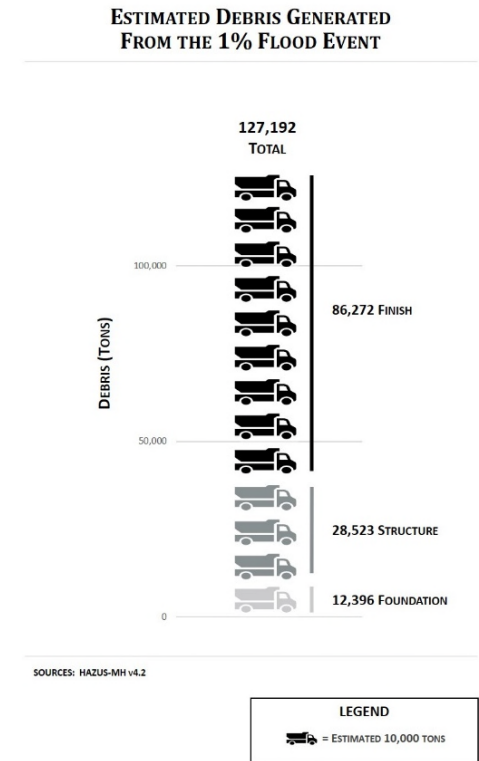 ESTIMATED DEBRIS GENERATED
FROM THE 1% FLOOD EVENT
127,192
TOTAL
100,000
86,272 FINISH
DEBRIS (TONS)
50,000
28,523 STRUCTURE
12,396 FOUNDATION
0
SOURCES: HAZUS-MH v4.2
LEGEND
= ESTIMATED 10,000 TONS